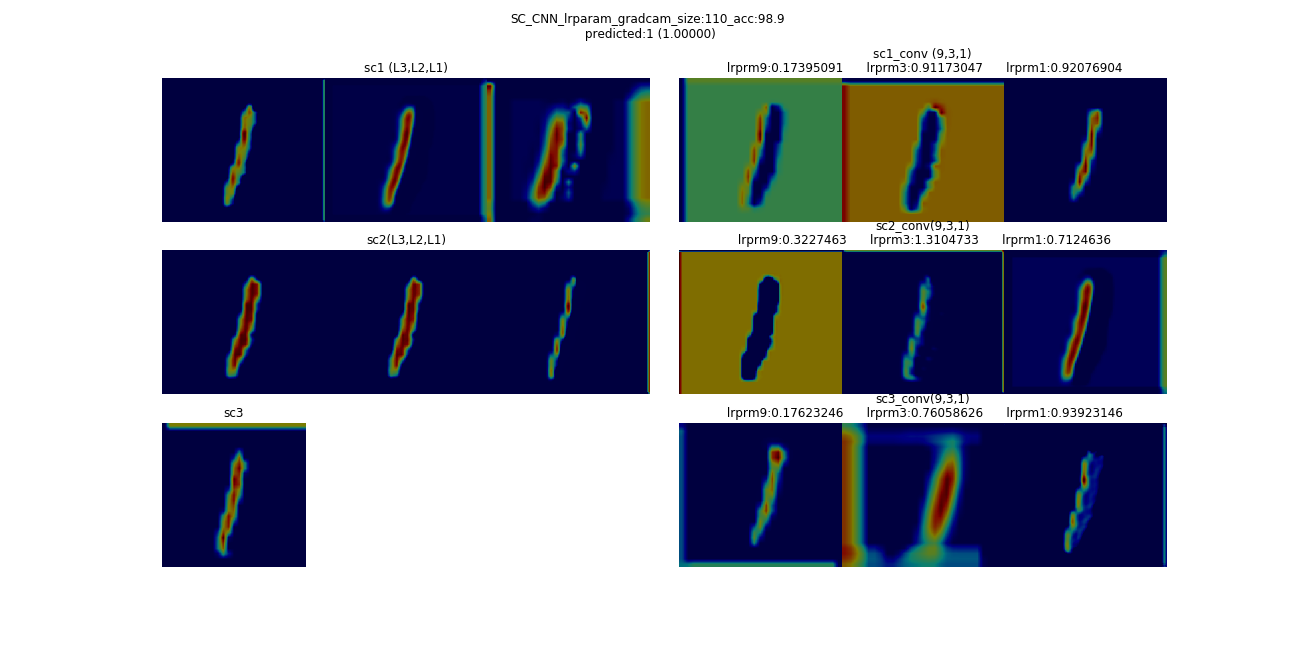 SC_CNN_lrparam_gradcam_size:110_acc:98.9
predicted:1 (1.00000)
sc1 (L3,L2,L1)
sc1_conv (9,3,1)
lrprm9:0.17395091 lrprm3:0.91173047 lrprm1:0.92076904
sc2(L3,L2,L1)
sc2_conv(9,3,1)
lrprm9:0.3227463 lrprm3:1.3104733 lrprm1:0.7124636
sc3
sc3_conv(9,3,1)
lrprm9:0.17623246 lrprm3:0.76058626 lrprm1:0.93923146